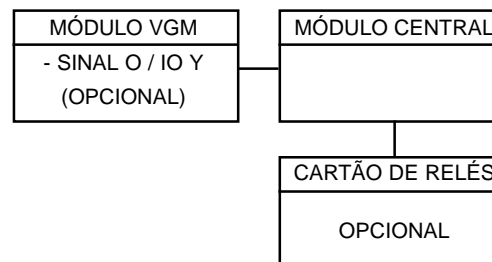 MÓDULO VGM
- SINAL O / IO Y
(OPCIONAL)
MÓDULO CENTRAL
CARTÃO DE RELÉS
OPCIONAL